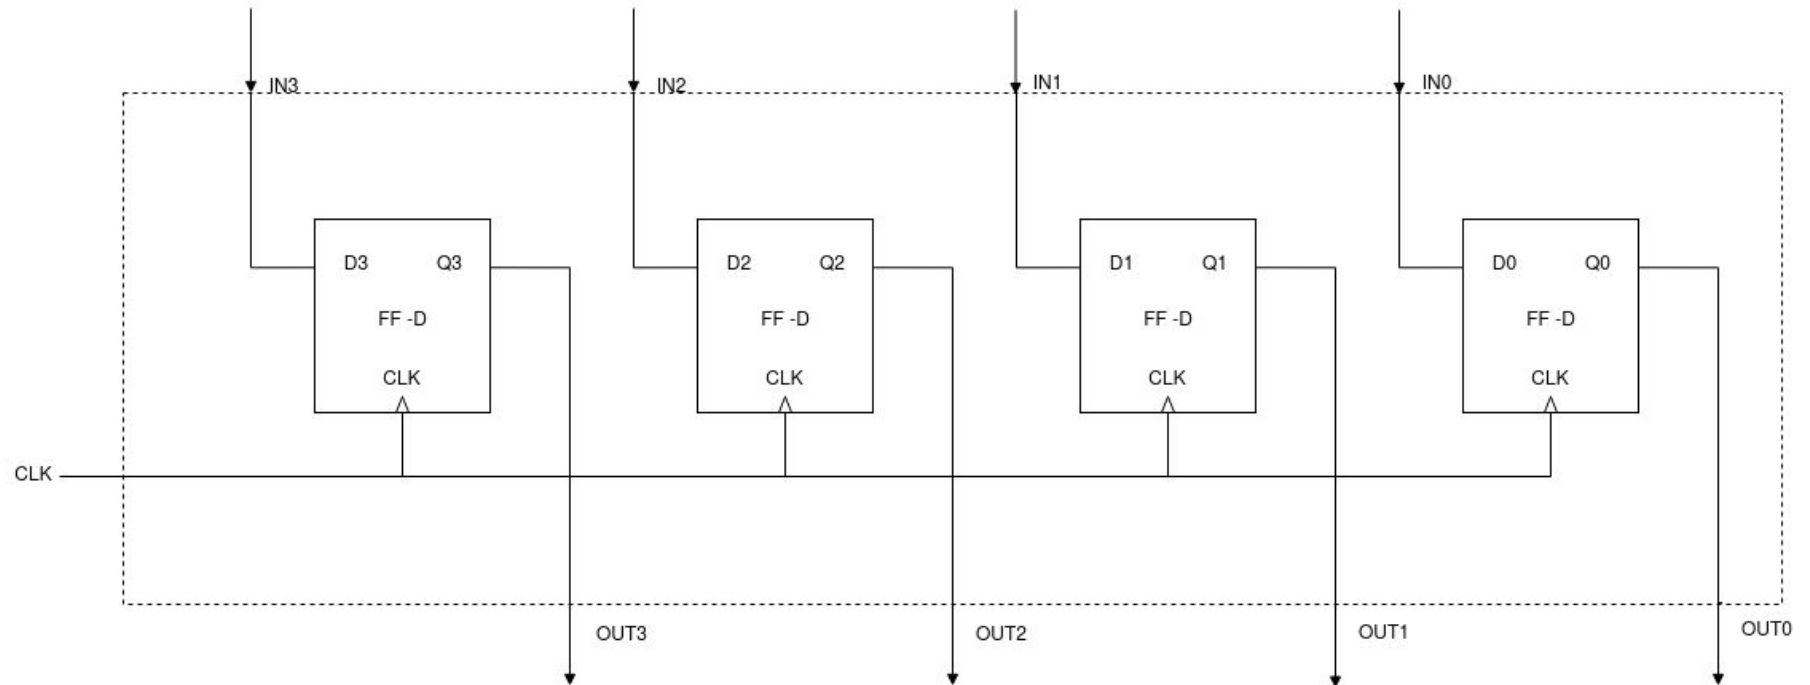 IN3
IN2
IN1
IN0
D3 Q3
D2 Q2
D1 Q1
D0 Q0
FF -D
FF -D
FF -D
FF -D
CLK
CLK
CLK
CLK
CLK
OUT3
OUT2
OUT1
OUT0